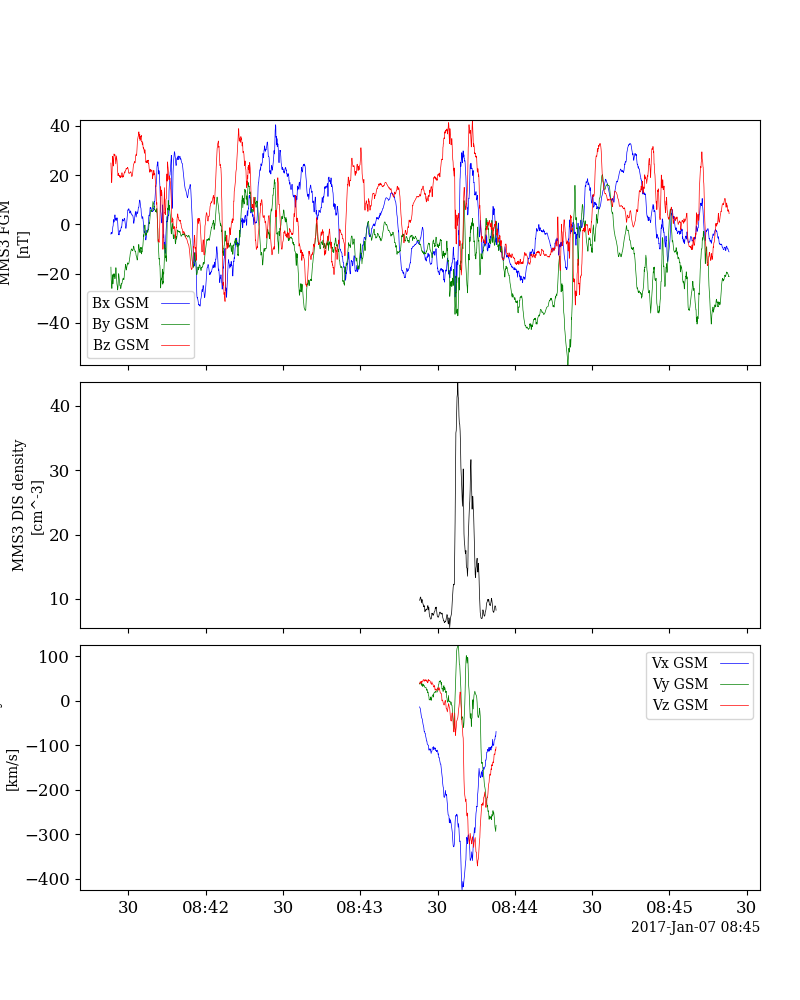 40
20
0
−20
−40
MMS3 FGM
[nT]
Bx GSM
By GSM
Bz GSM
40
30
20
10
MMS3 DIS density
[cm^-3]
100
0
−100
−200
−300
−400
[km/s]
Vx GSM
Vy GSM
Vz GSM
30 08:42 30 08:43 30 08:44 30 08:45 30
2017-Jan-07 08:45